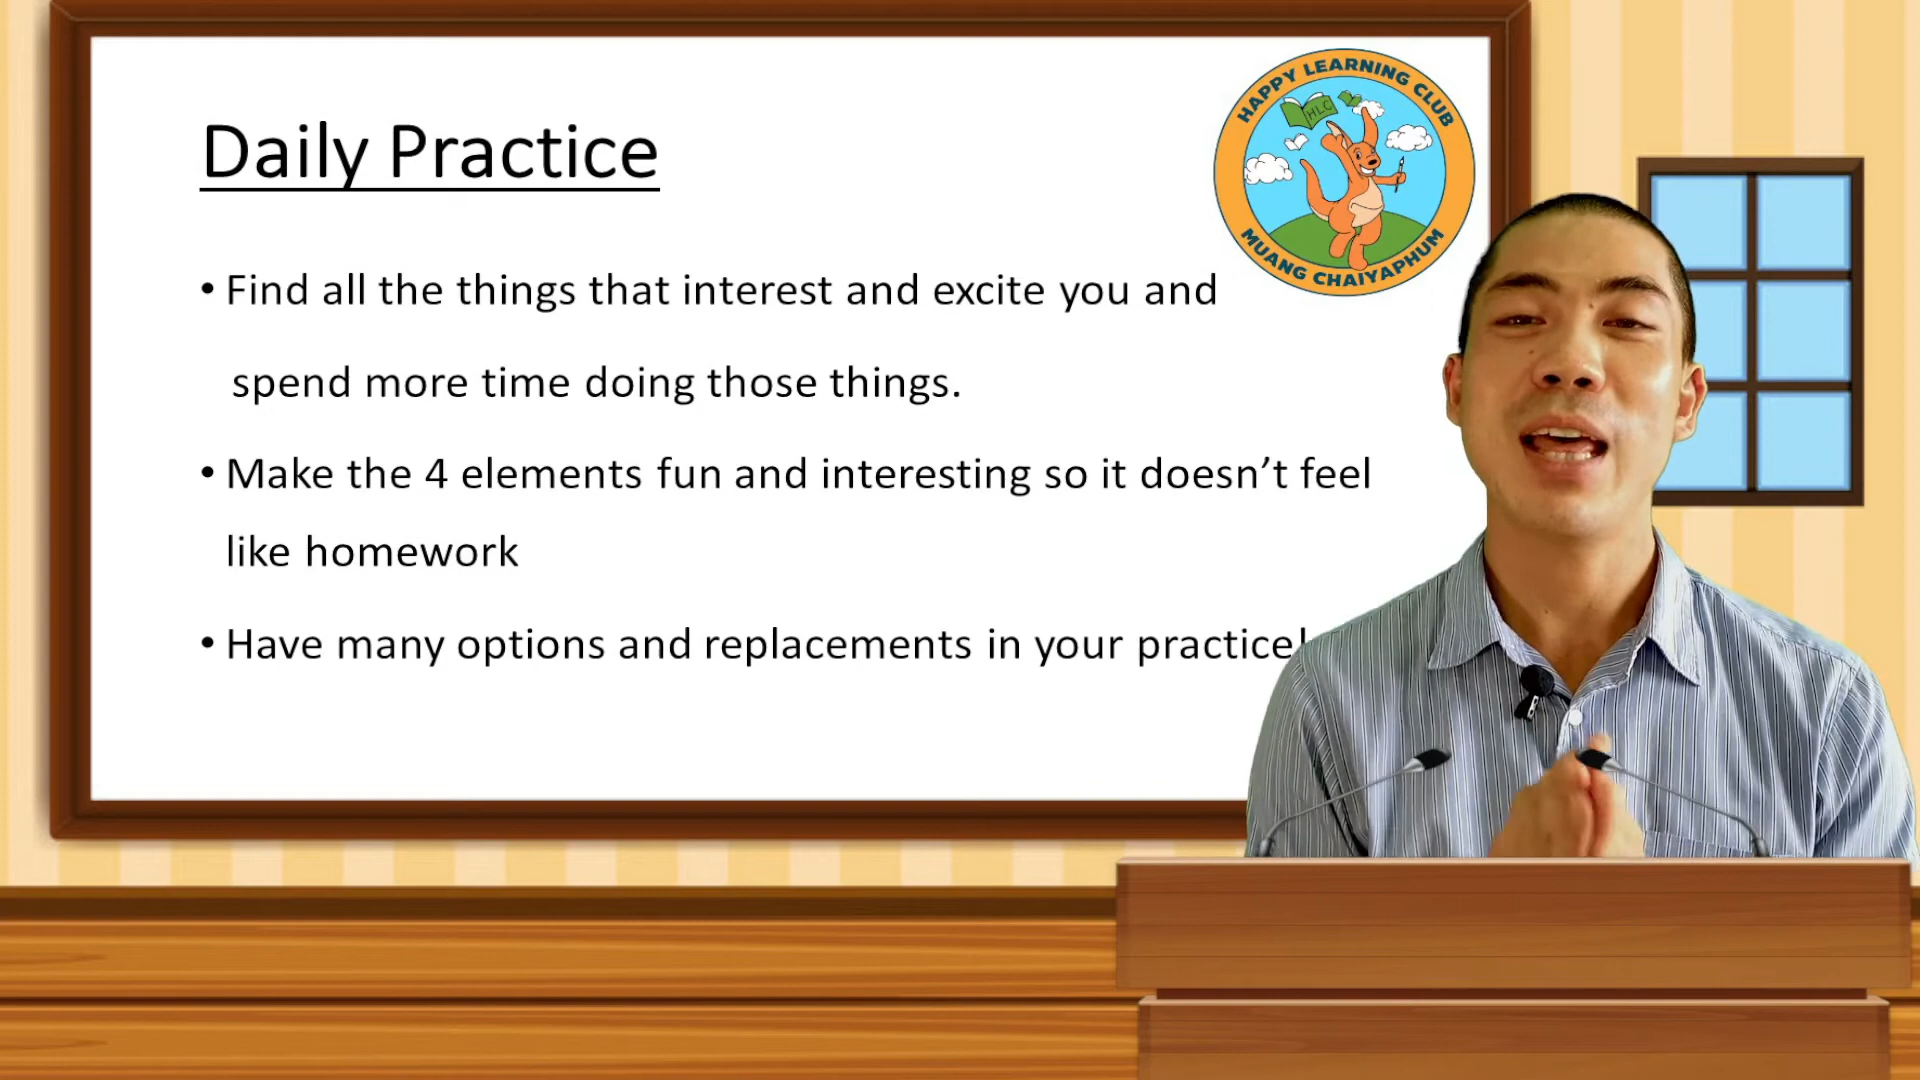 HAPPY LEARNING CLUB
HLC
MUANG CHAIYAPHUM
Daily Practice
• Find all the things that interest and excite you and
spend more time doing those things.
• Make the 4 elements fun and interesting so it doesn’t feel
like homework
• Have many options and replacements in your practice!